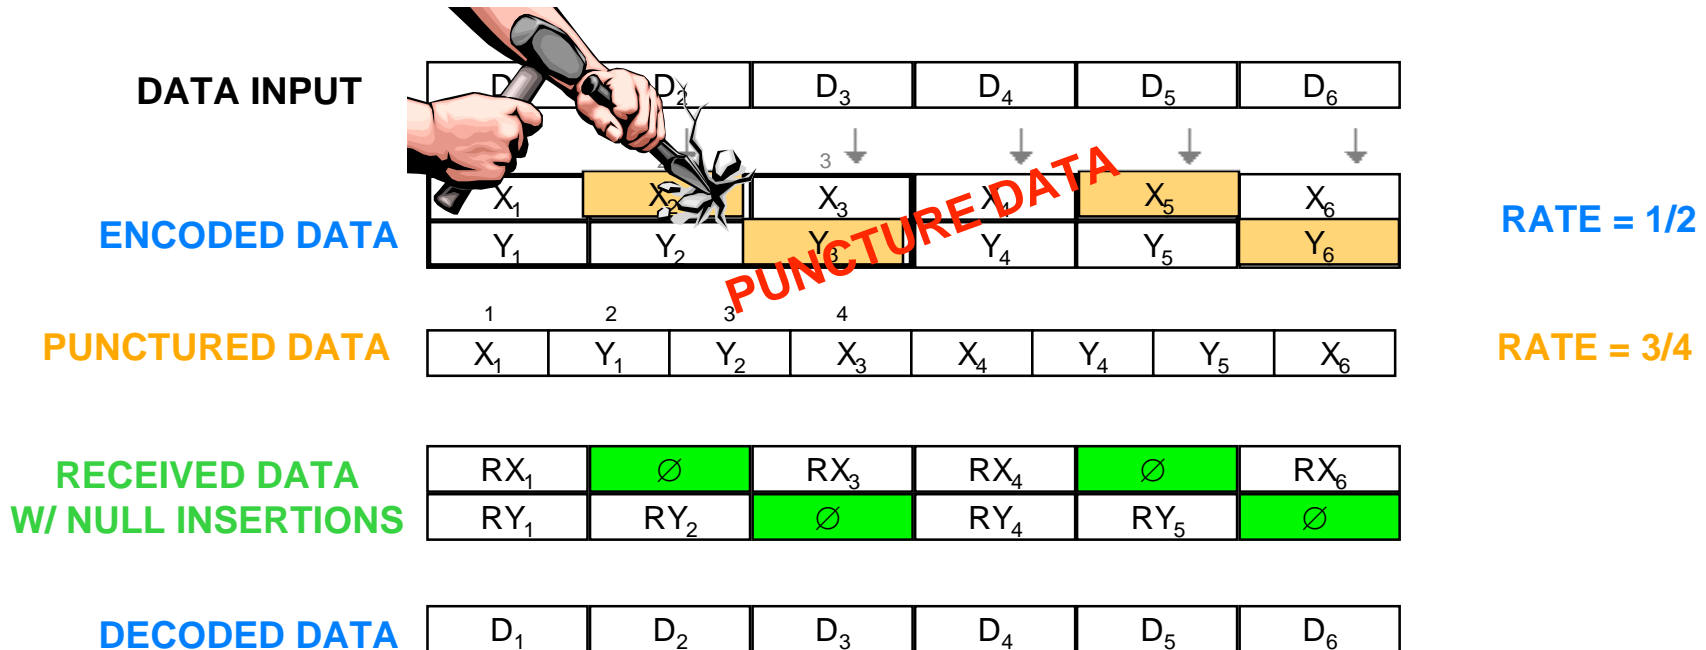 DATA INPUT D D₂ D₃ D₄ D₅ D₆
3
X₁ X₂ X₃ X₄ X₅ X₆
ENCODED DATA RATE = 1/2
Y₁ Y₂ Y₃ Y₄ Y₅ Y₆
PUNCTURE DATA
1 2 3 4
PUNCTURED DATA X₁ Y₁ Y₂ X₃ X₄ Y₄ Y₅ X₆ RATE = 3/4
RECEIVED DATA RX₁ ∅ RX₃ RX₄ ∅ RX₆
W/ NULL INSERTIONS RY₁ RY₂ ∅ RY₄ RY₅ ∅
DECODED DATA D₁ D₂ D₃ D₄ D₅ D₆